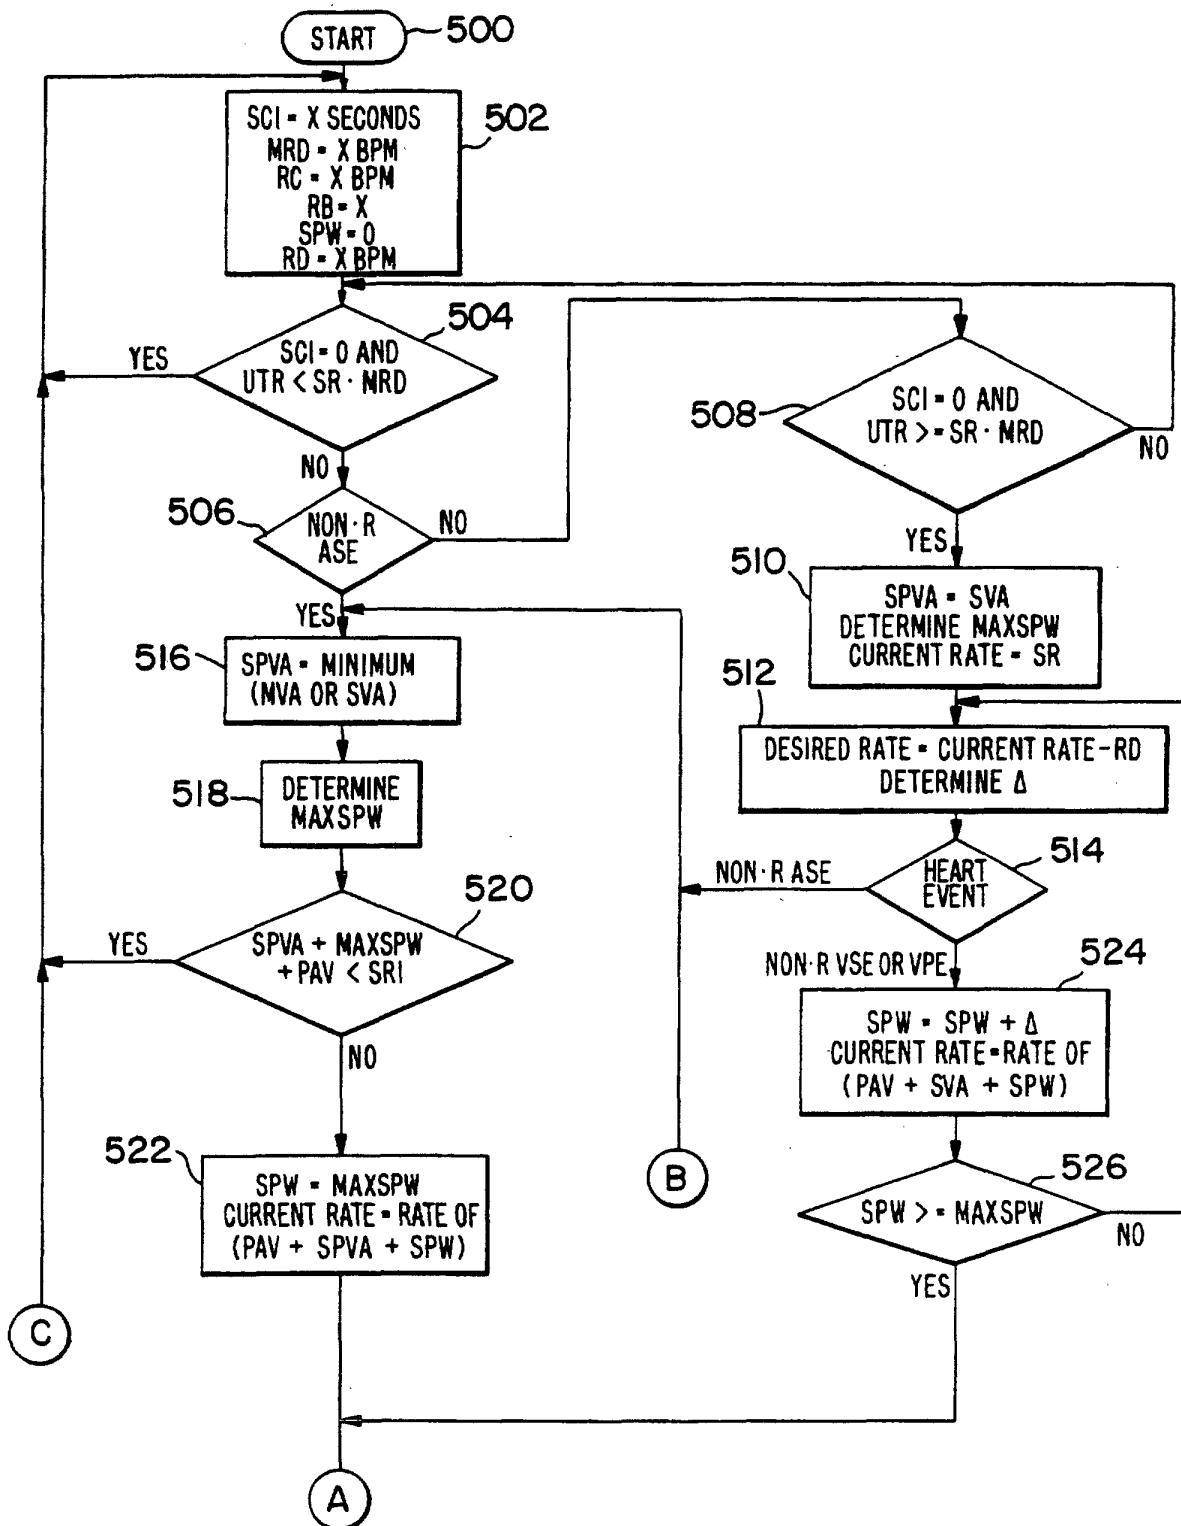 START
500
SCI = X SECONDS
MRD = X BPM
RC = X BPM
RB = X
SPW = 0
RD = X BPM
502
504
SCI = 0 AND
UTR < SR · MRD
YES
NO
506
NON·R
ASE
NO
YES
508
SCI = 0 AND
UTR >= SR · MRD
NO
YES
510
SPVA = SVA
DETERMINE MAXSPW
CURRENT RATE = SR
512
DESIRED RATE = CURRENT RATE-RD
DETERMINE Δ
514
HEART
EVENT
NON·R ASE
NON·R VSE OR VPE
516
SPVA = MINIMUM
(MVA OR SVA)
518
DETERMINE
MAXSPW
520
SPVA + MAXSPW
+ PAV < SRI
YES
NO
522
SPW = MAXSPW
CURRENT RATE = RATE OF
(PAV + SPVA + SPW)
524
SPW = SPW + Δ
CURRENT RATE = RATE OF
(PAV + SVA + SPW)
526
SPW >= MAXSPW
NO
YES
B
C
A